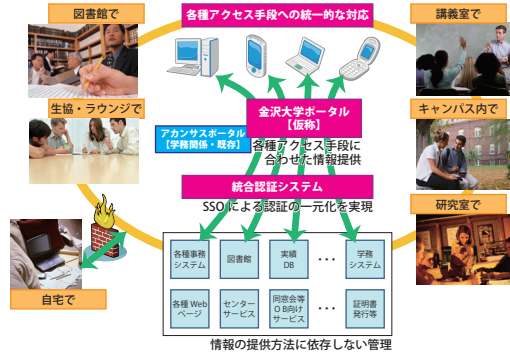 図書館で
各種アクセス手段への統一的な対応
講義室で
生協・ラウンジで
金沢大学ポータル
【仮称】
キャンパス内で
アカンサスポータル
【学務関係・既存】
各種アクセス手段に
合わせた情報提供
統合認証システム
SSOによる認証の一元化を実現
研究室で
自宅で
各種事務
システム
図書館
実績
DB
・・・
学務
システム
各種Web
ページ
センター
サービス
同窓会等
OB向け
サービス
・・・
証明書
発行等
情報の提供方法に依存しない管理